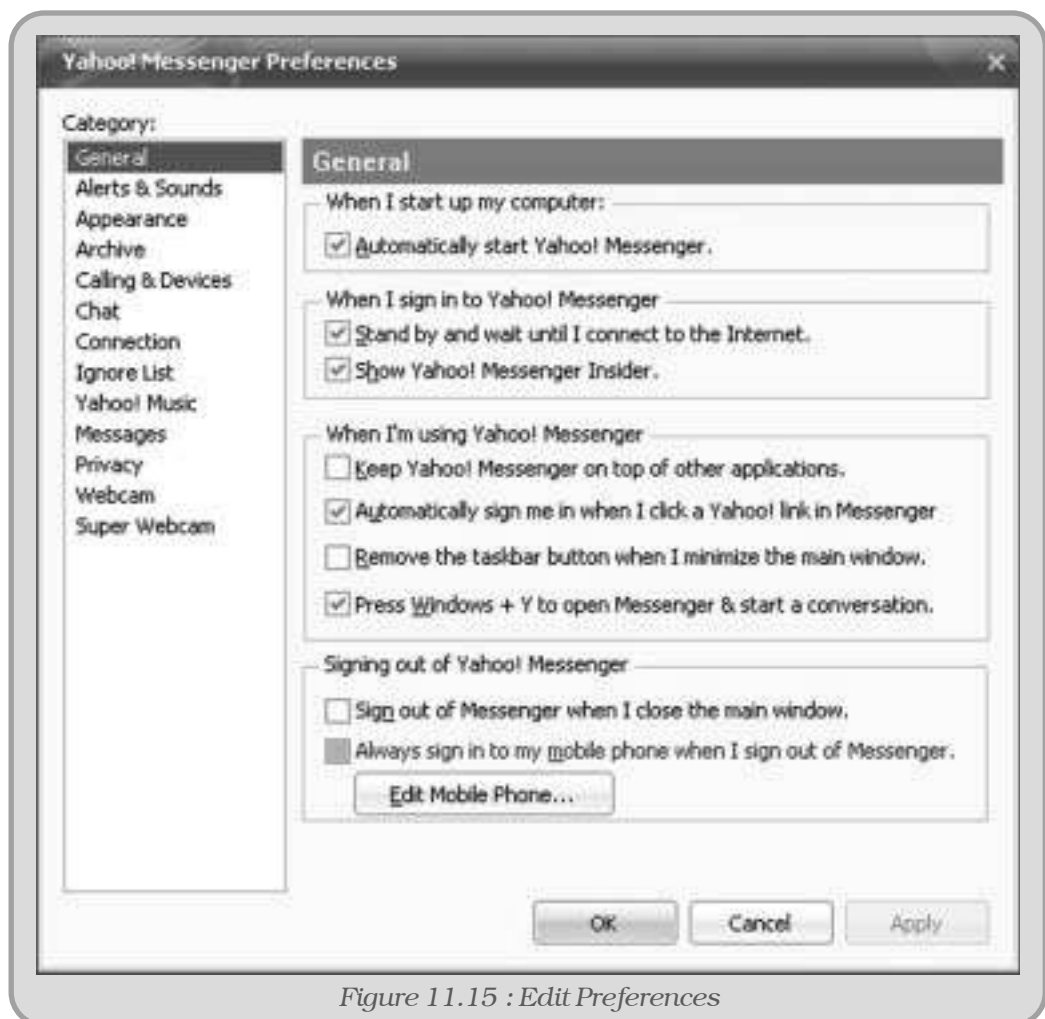 Yahoo! Messenger Preferences
Category:
General
Alerts & Sounds
Appearance
Archive
Calling & Devices
Chat
Connection
Ignore List
Yahoo! Music
Messages
Privacy
Webcam
Super Webcam
General
When I start up my computer:
Automatically start Yahoo! Messenger.
When I sign in to Yahoo! Messenger
Stand by and wait until I connect to the Internet.
Show Yahoo! Messenger Insider.
When I'm using Yahoo! Messenger
Keep Yahoo! Messenger on top of other applications.
Automatically sign me in when I click a Yahoo! link in Messenger
Remove the taskbar button when I minimize the main window.
Press Windows + Y to open Messenger & start a conversation.
Signing out of Yahoo! Messenger
Sign out of Messenger when I close the main window.
Always sign in to my mobile phone when I sign out of Messenger.
Edit Mobile Phone...
OK
Cancel
Apply
Figure 11.15 : Edit Preferences